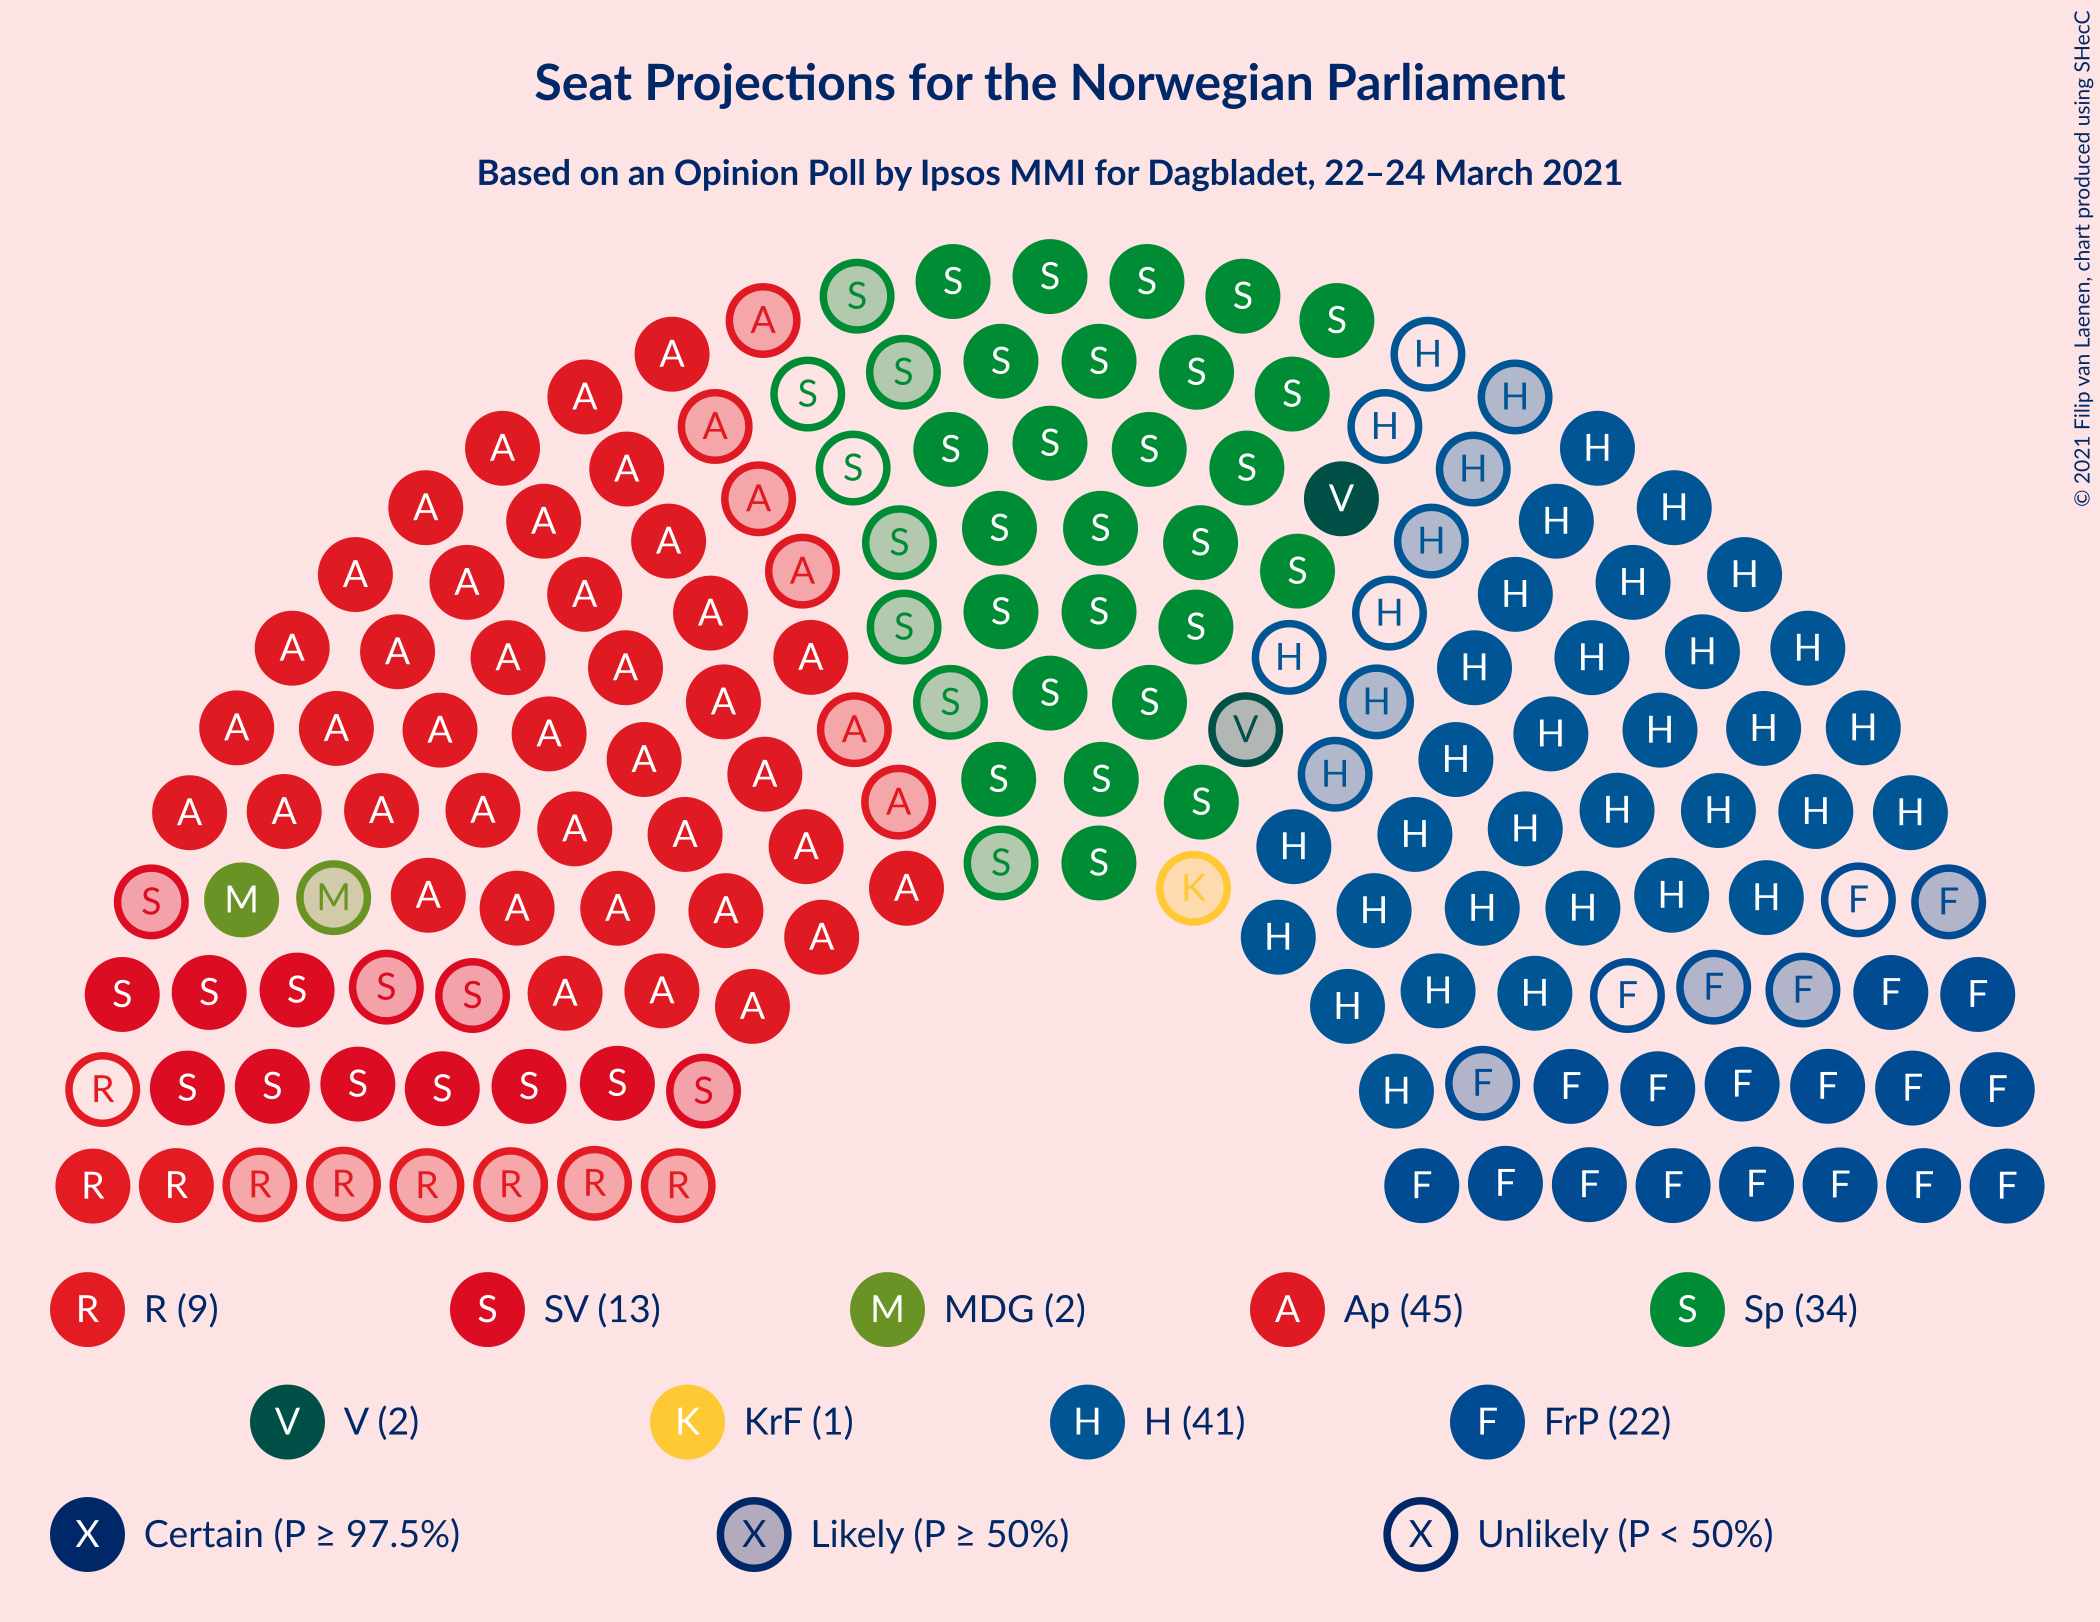 Seat Projections for the Norwegian Parliament
Based on an Opinion Poll by Ipsos MMI for Dagbladet, 22–24 March 2021
© 2021 Filip van Laenen, chart produced using SHecC
S S S S S
A S
A S S S S H
A S S H
A A S S S H H
A S S H
A A A V H H
A S S S S H
A A A A S H H H
A S S S S H
A A A A A H H H H H
A S S S H
A A A A A V H H H H
A A S S H H
A A A A A A A S H H H H H H
A S S H
S M M A A A A A K H H H H H F F
A H
S S S S S A A A H H H F F F F F
R S S S S S S S H F F F F F F F
R R R R R R R R F F F F F F F F
R R (9) S SV (13) M MDG (2) A Ap (45) S Sp (34)
V V (2) K KrF (1) H H (41) F FrP (22)
X Certain (P ≥ 97.5%) X Likely (P ≥ 50%) X Unlikely (P < 50%)